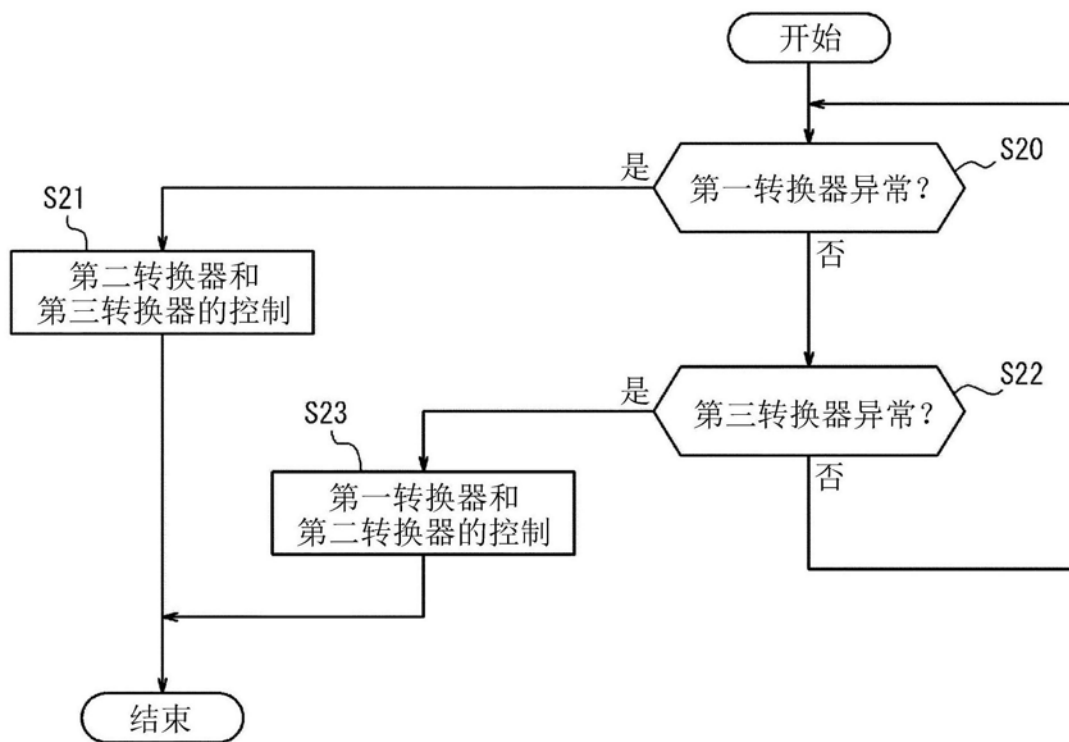 开始
S20
第一转换器异常?
是
否
S21
第二转换器和
第三转换器的控制
S22
第三转换器异常?
是
否
S23
第一转换器和
第二转换器的控制
结束